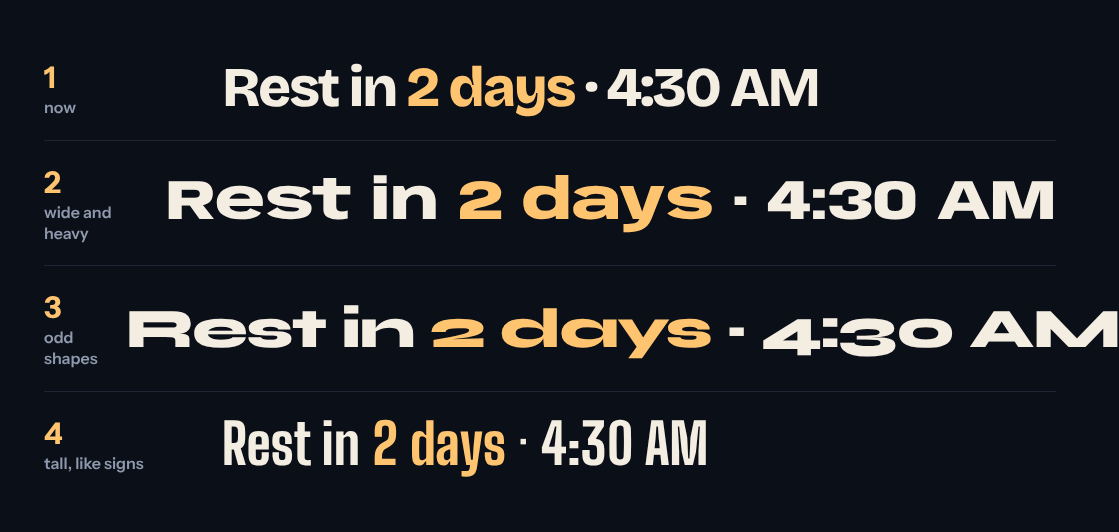 1
now
Rest in 2 days · 4:30 AM
2
wide and
heavy
Rest in 2 days · 4:30 AM
3
odd
shapes
Rest in 2 days · 4:30 AM
4
tall, like signs
Rest in 2 days · 4:30 AM